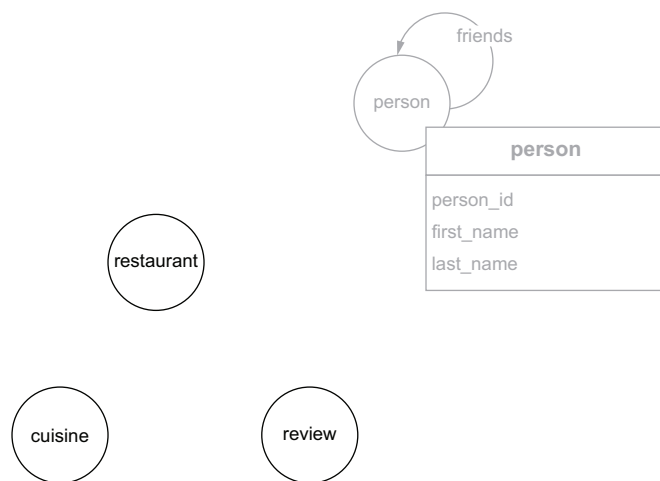 friends
person
person
person_id
first_name
last_name
restaurant
cuisine
review